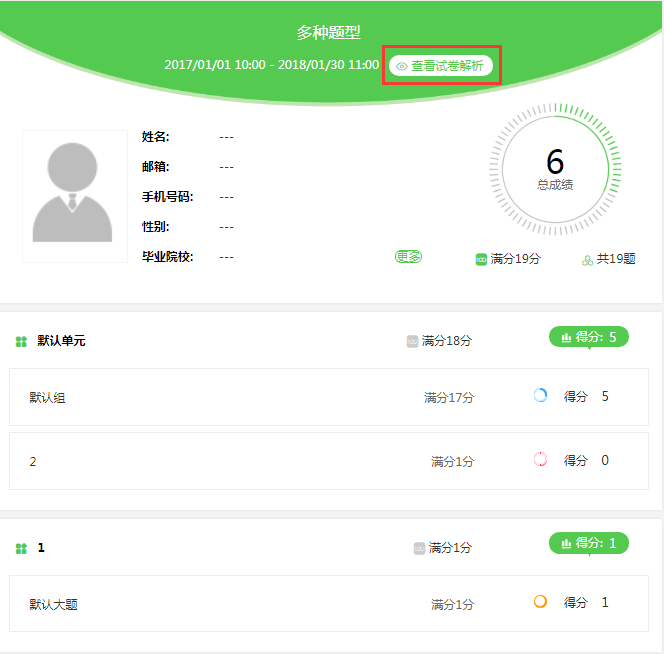 多种题型
2017/01/01 10:00 - 2018/01/30 11:00 查看试卷解析
姓名: ---
邮箱: ---
手机号码: ---
性别: ---
毕业院校: ---
更多
6
总成绩
满分19分 共19题
默认单元 满分18分 得分: 5
默认组 满分17分 得分 5
2 满分1分 得分 0
1 满分1分 得分: 1
默认大题 满分1分 得分 1